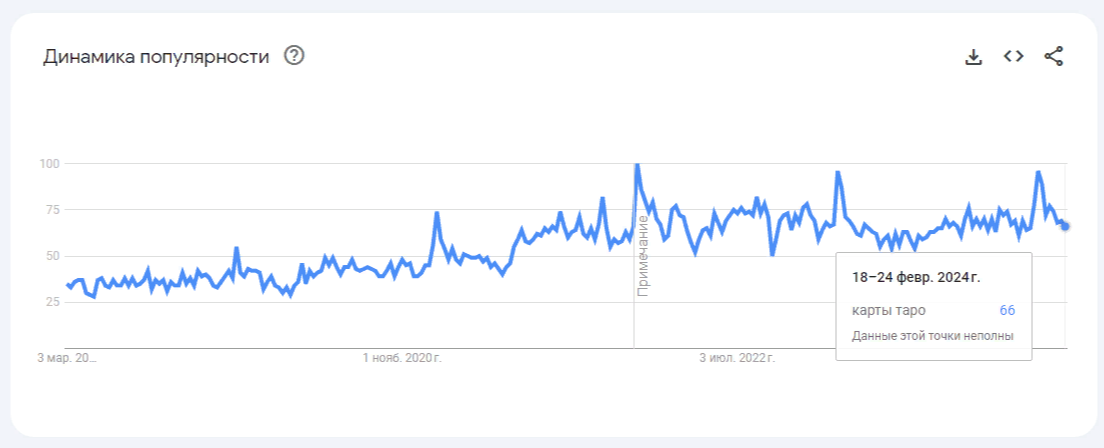 Динамика популярности
100
75
50
25
Примечание
3 мар. 20...
1 нояб. 2020 г.
3 июл. 2022 г.
18–24 февр. 2024 г.
карты таро 66
Данные этой точки неполны